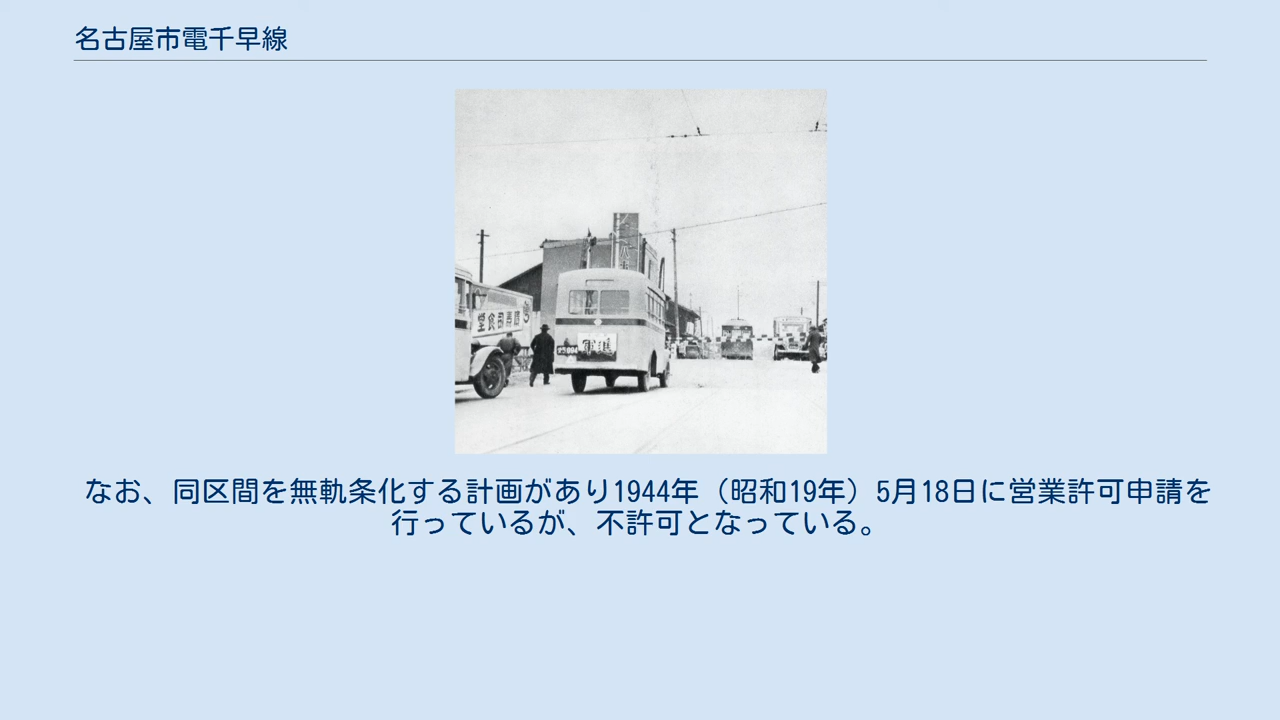 名古屋市電千早線
なお、同区間を無軌条化する計画があり1944年（昭和19年）5月18日に営業許可申請を
行っているが、不許可となっている。